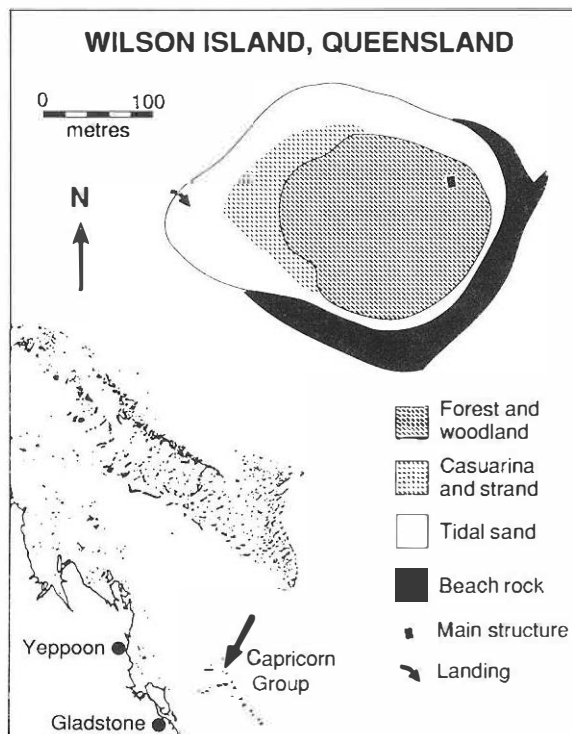 WILSON ISLAND, QUEENSLAND
0 100
metres
N
Forest and
woodland
Casuarina
and strand
Tidal sand
Beach rock
Main structure
Landing
Yeppoon
Capricorn
Group
Gladstone